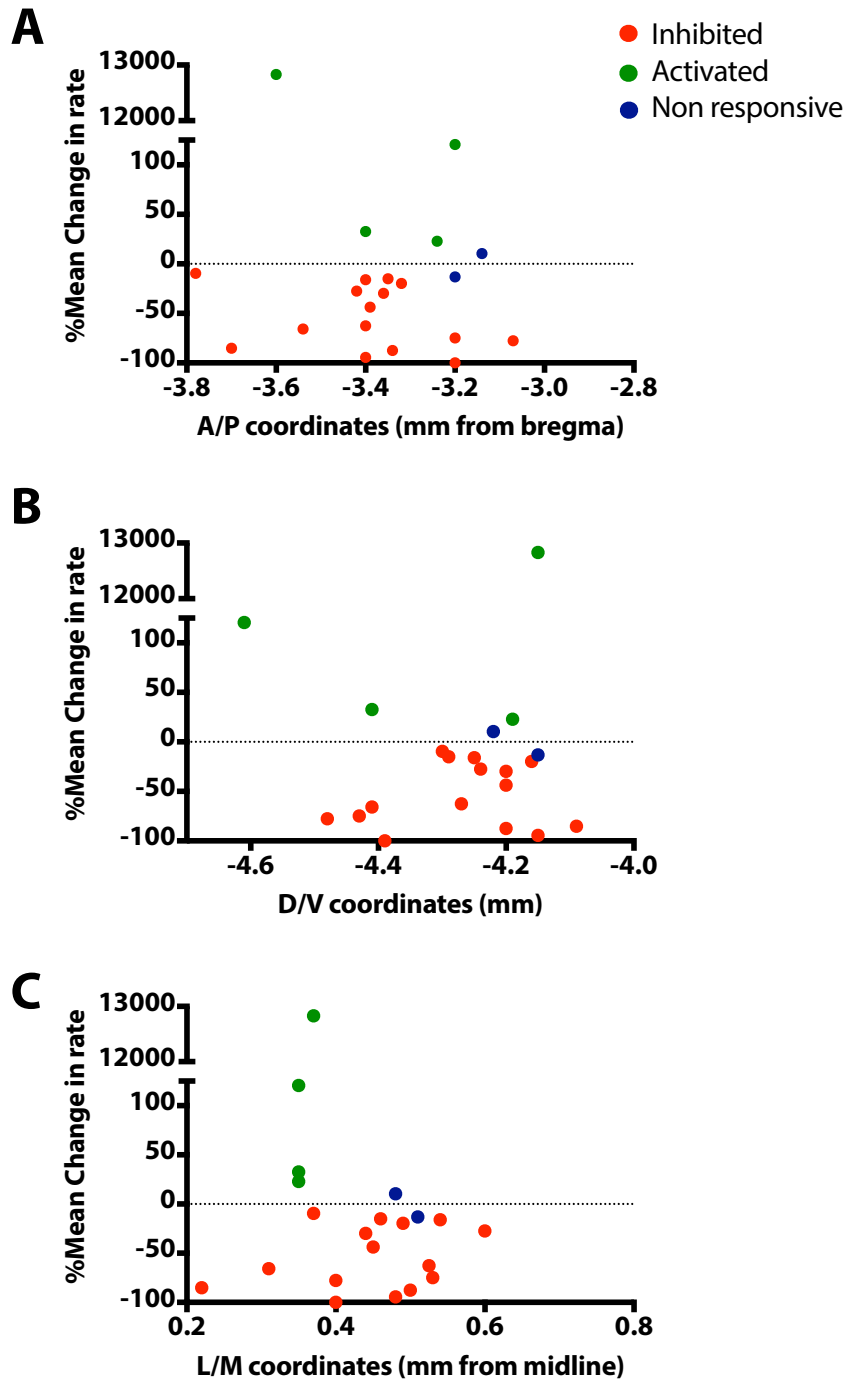 A
Inhibited
Activated
Non responsive
%Mean Change in rate
13000
12000
100
50
0
-50
-100
-3.8 -3.6 -3.4 -3.2 -3.0 -2.8
A/P coordinates (mm from bregma)
B
%Mean Change in rate
13000
12000
100
50
0
-50
-100
-4.6 -4.4 -4.2 -4.0
D/V coordinates (mm)
C
%Mean Change in rate
13000
12000
100
50
0
-50
-100
0.2 0.4 0.6 0.8
L/M coordinates (mm from midline)